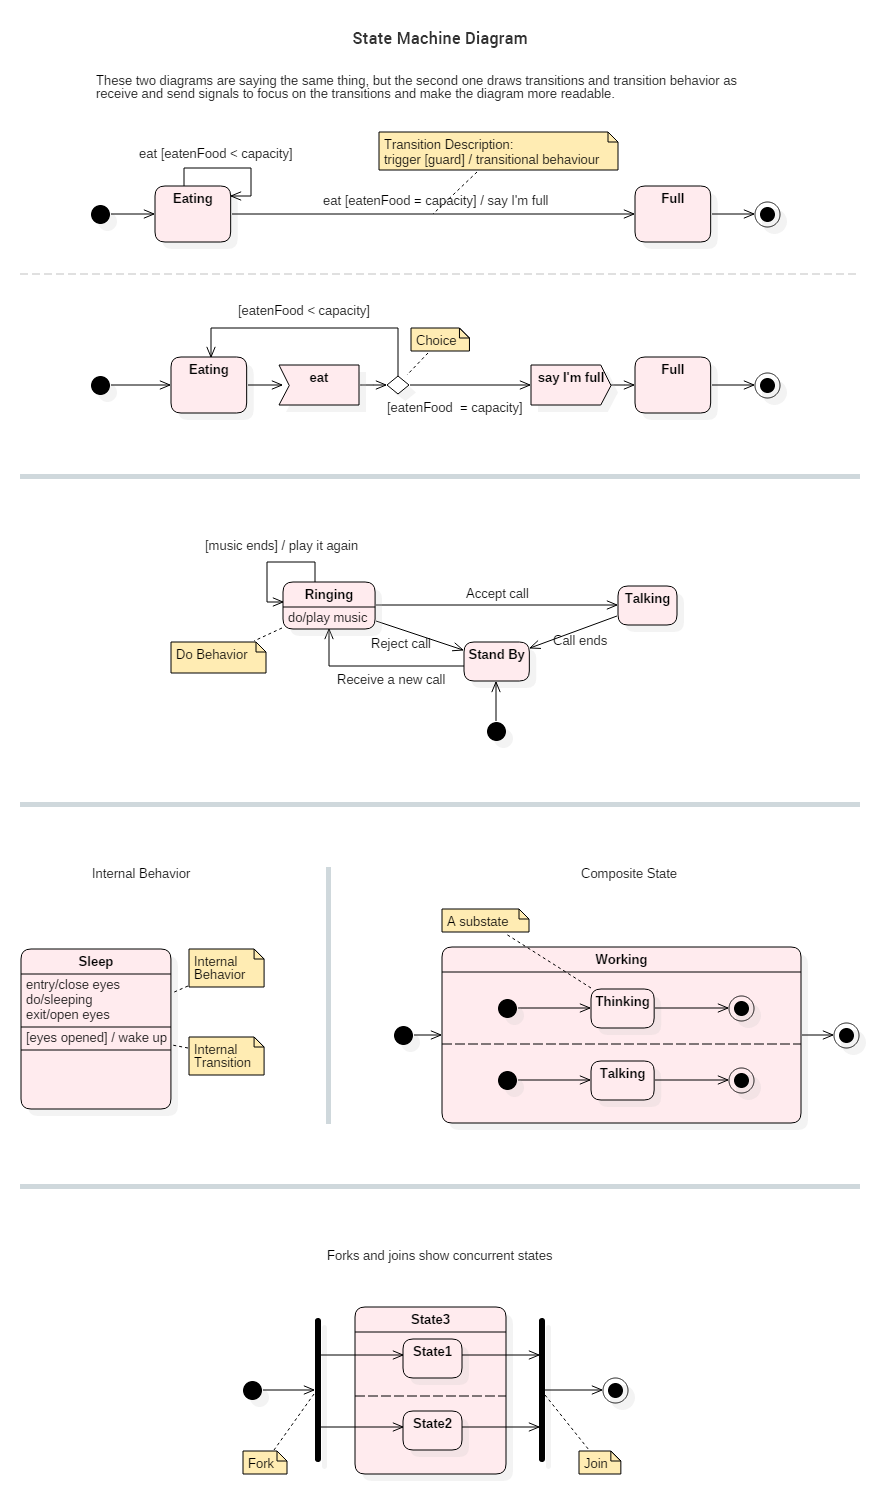 State Machine Diagram
These two diagrams are saying the same thing, but the second one draws transitions and transition behavior as
receive and send signals to focus on the transitions and make the diagram more readable.
Transition Description:
trigger [guard] / transitional behaviour
eat [eatenFood < capacity]
Eating
eat [eatenFood = capacity] / say I'm full
Full
[eatenFood < capacity]
Choice
Eating
eat
say I'm full
Full
[eatenFood  = capacity]
[music ends] / play it again
Ringing
do/play music
Accept call
Talking
Do Behavior
Reject call
Stand By
Call ends
Receive a new call
Internal Behavior
Sleep
entry/close eyes
do/sleeping
exit/open eyes
[eyes opened] / wake up
Internal
Behavior
Internal
Transition
Composite State
A substate
Working
Thinking
Talking
Forks and joins show concurrent states
State3
State1
State2
Fork
Join